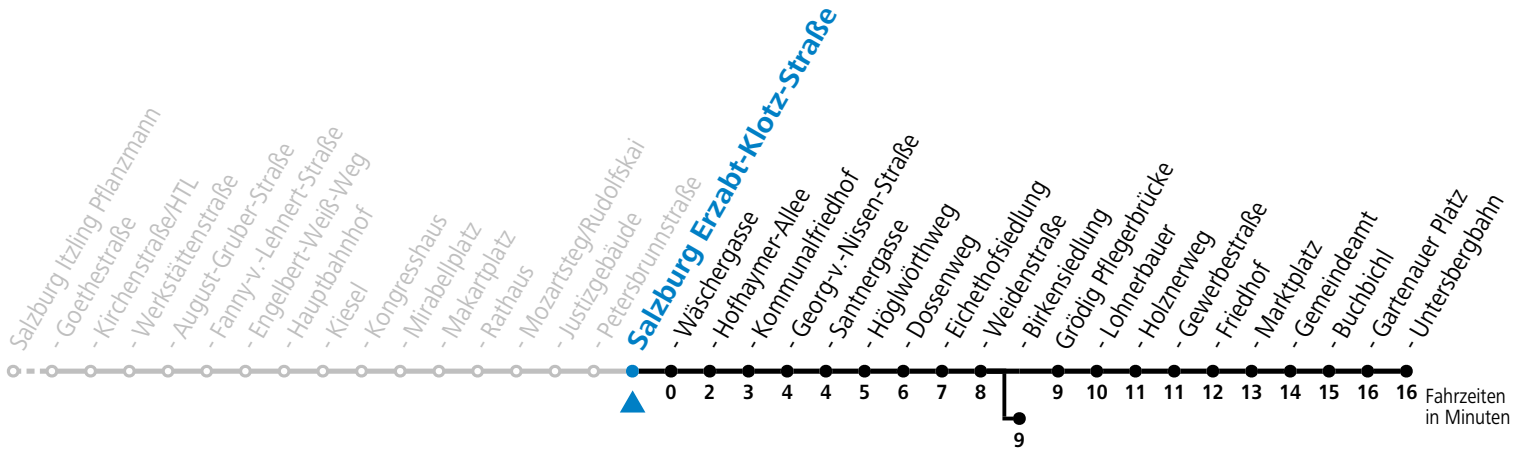 Salzburg Itzling Pflanzmann
- Goethestraße
- Kirchenstraße/HTL
- Werkstättenstraße
- August-Gruber-Straße
- Fanny-v.-Lehnert-Straße
- Engelbert-Weiß-Weg
- Hauptbahnhof
- Kiesel
- Kongresshaus
- Mirabellplatz
- Makartplatz
- Rathaus
- Mozartsteg/Rudolfskai
- Justizgebäude
- Petersbrunnstraße
Salzburg Erzabt-Klotz-Straße
- Wäschergasse
- Hofhaymer-Allee
- Kommunalfriedhof
- Georg-v.-Nissen-Straße
- Santnergasse
- Höglwörthweg
- Dossenweg
- Eichethofsiedlung
- Weidenstraße
- Birkensiedlung
Grödig Pflegerbrücke
- Lohnerbauer
- Holznerweg
- Gewerbestraße
- Friedhof
- Marktplatz
- Gemeindeamt
- Buchbichl
- Gartenauer Platz
- Untersbergbahn
0 2 3 4 4 5 6 7 8 9 10 11 11 12 13 14 15 16 16
Fahrzeiten
in Minuten
9